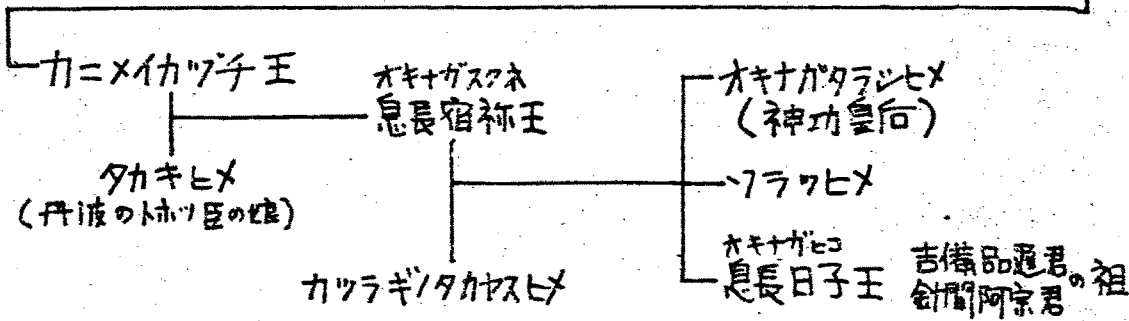 カニメイカヅチ王
タカキヒメ
(丹波のトホツ臣の娘)
オキナガスクネ
息長宿祢王
カツラギノタカヤスヒメ
オキナガタラシヒメ
(神功皇后)
ソラツヒメ
オキナガヒコ
息長日子王
吉備品遅君
針間阿宗君
の祖